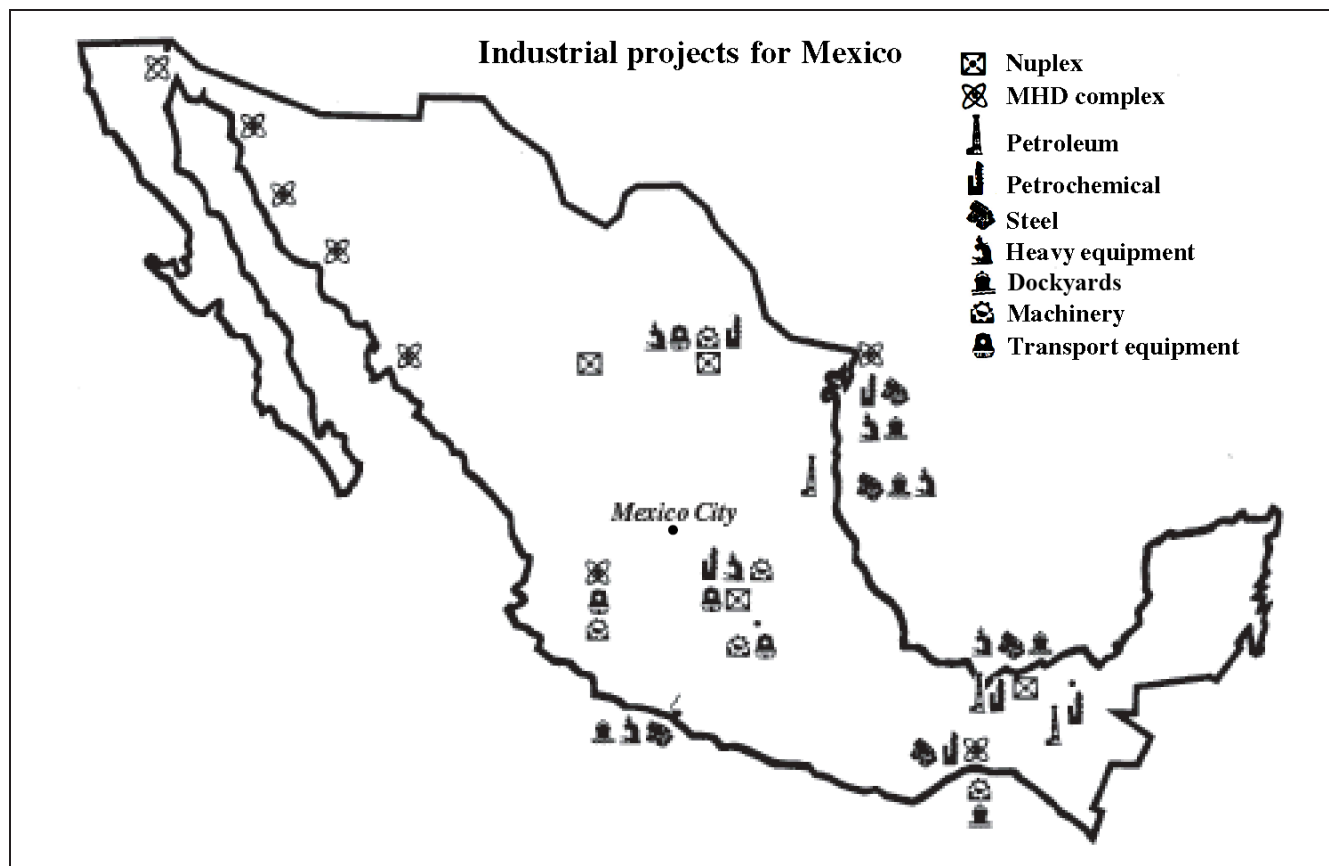 Industrial projects for Mexico
Nuplex
MHD complex
Petroleum
Petrochemical
Steel
Heavy equipment
Dockyards
Machinery
Transport equipment
Mexico City